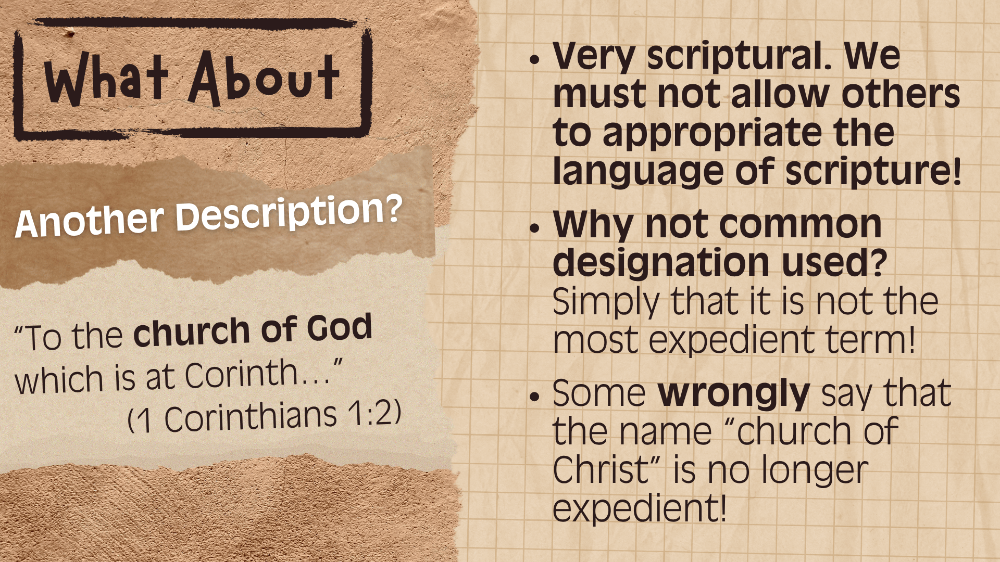 What About
Another Description?
“To the church of God
which is at Corinth…”
(1 Corinthians 1:2)
• Very scriptural. We
must not allow others
to appropriate the
language of scripture!
• Why not common
designation used?
Simply that it is not the
most expedient term!
• Some wrongly say that
the name “church of
Christ” is no longer
expedient!